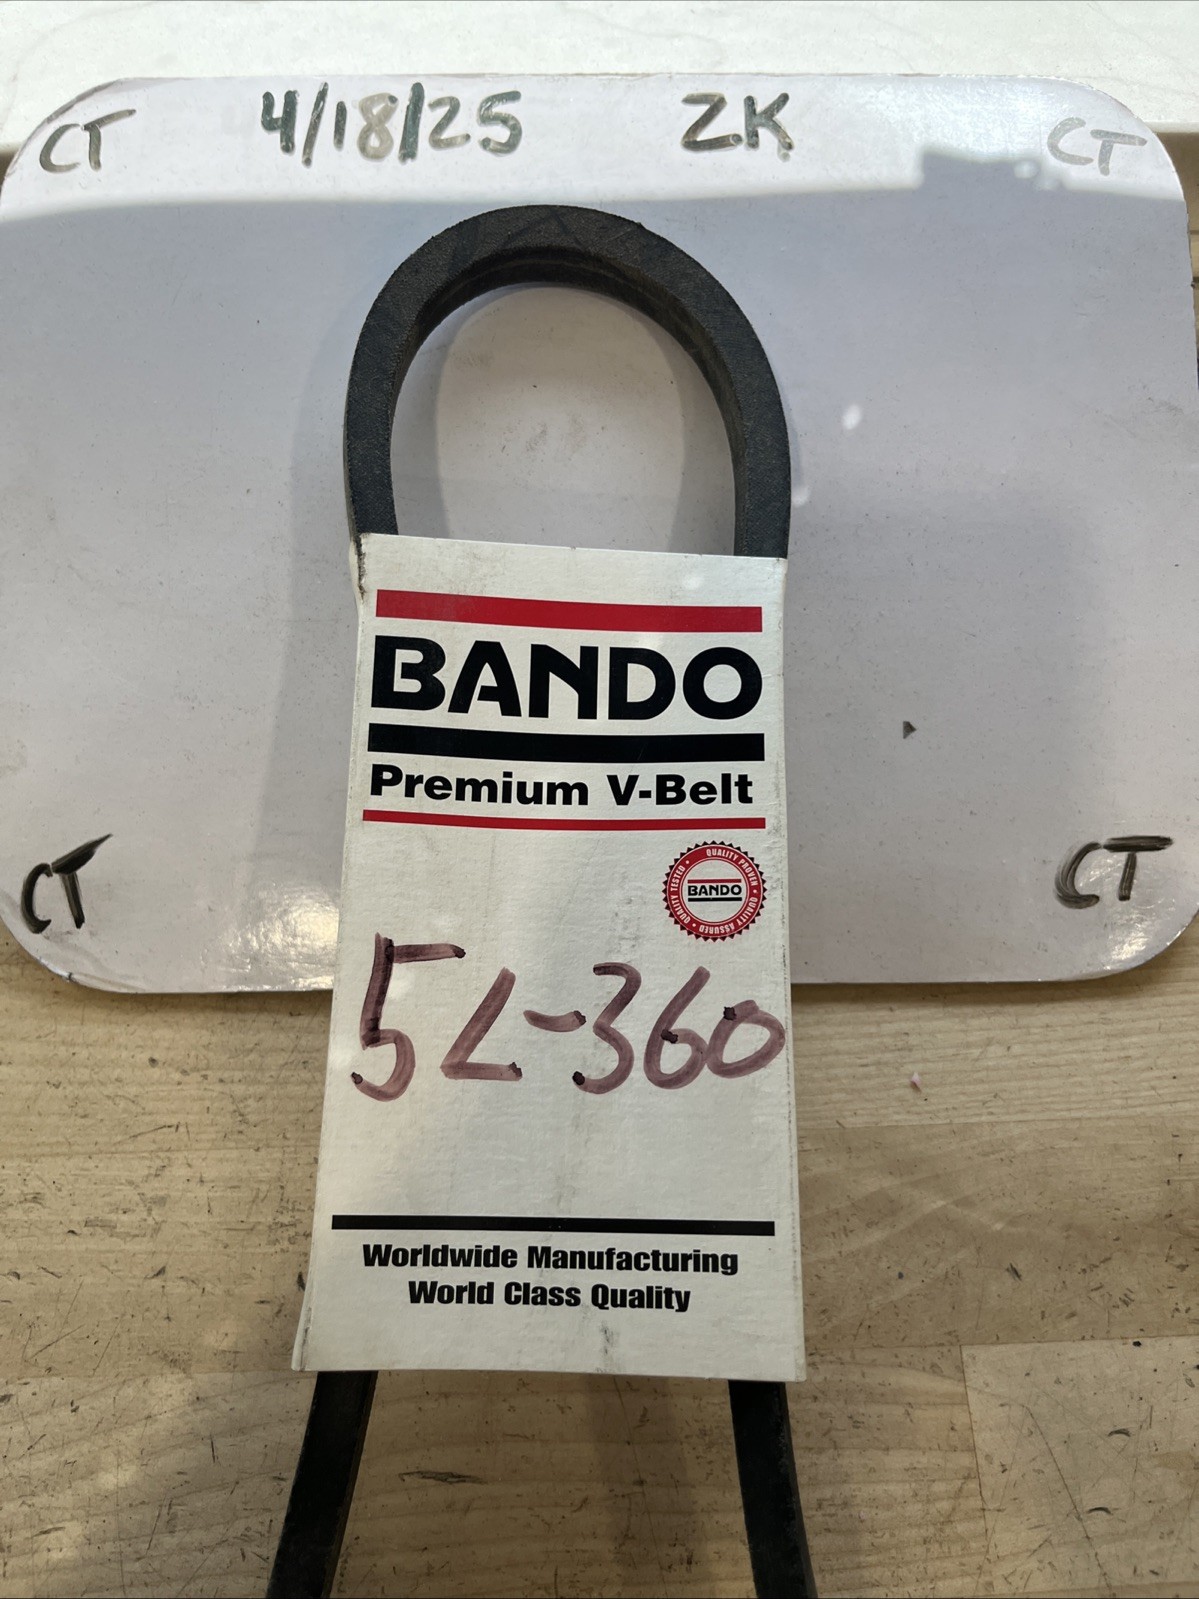 CT 4/18/25 ZK CT
BANDO
Premium V-Belt
QUALITY PROVEN • QUALITY ASSURED • QUALITY TESTED •
BANDO
CT CT
5L-360
Worldwide Manufacturing
World Class Quality